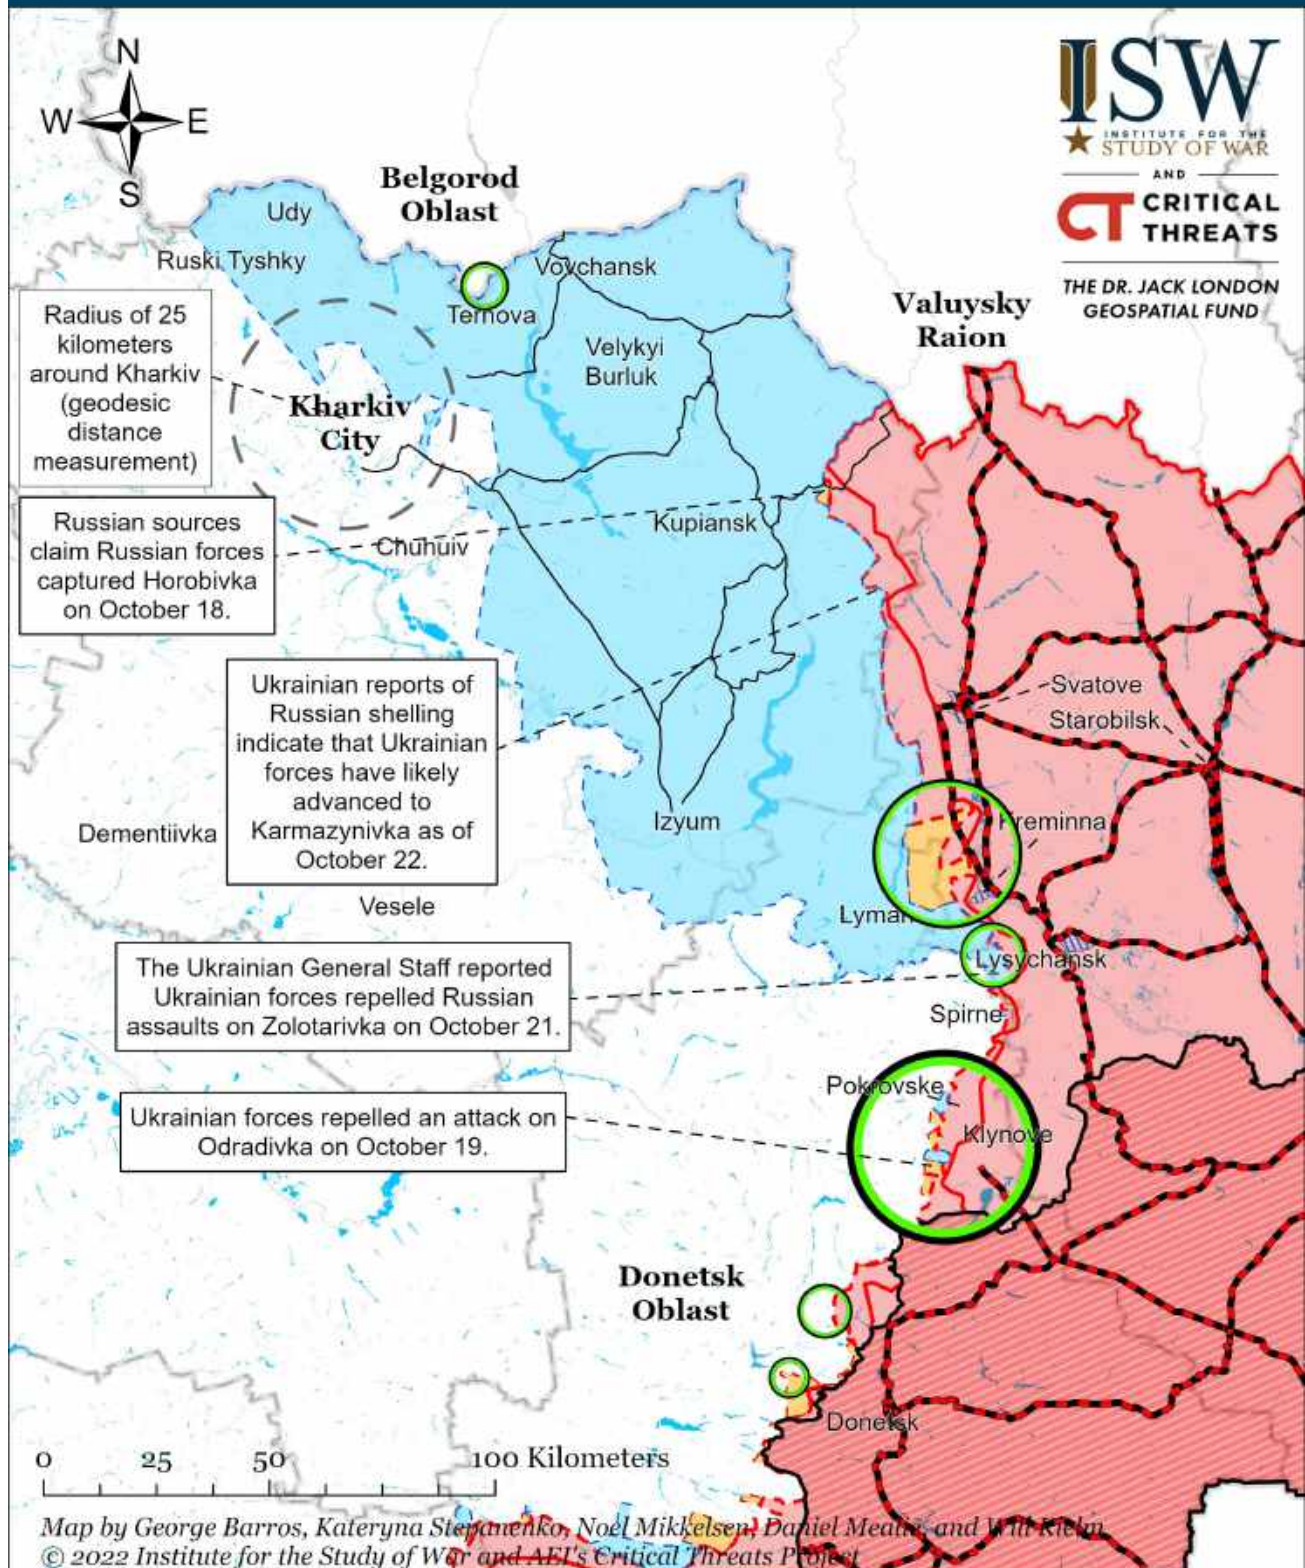 N
W E
S
ISW
INSTITUTE FOR THE
STUDY OF WAR
AND
CT CRITICAL
THREATS
THE DR. JACK LONDON
GEOSPATIAL FUND
Belgorod
Oblast
Udy
Ruski Tyshky
Vovchansk
Ternova
Valuysky
Raion
Radius of 25
kilometers
around Kharkiv
(geodesic
distance
measurement)
Velykyi
Burluk
Kharkiv
City
Russian sources
claim Russian forces
captured Horobivka
on October 18.
Kupiansk
Chuhuiv
Ukrainian reports of
Russian shelling
indicate that Ukrainian
forces have likely
advanced to
Karmazynivka as of
October 22.
Svatove
Starobilsk
Izyum
Kreminna
Dementiivka
Vesele
Lyman
The Ukrainian General Staff reported
Ukrainian forces repelled Russian
assaults on Zolotarivka on October 21.
Lysychansk
Spirne
Pokrovske
Ukrainian forces repelled an attack on
Odradivka on October 19.
Klynove
Donetsk
Oblast
Donetsk
0 25 50 100 Kilometers
Map by George Barros, Kateryna Stepanenko, Noel Mikkelsen, Daniel Mealie, and Will Kielm
© 2022 Institute for the Study of War and AEI's Critical Threats Project